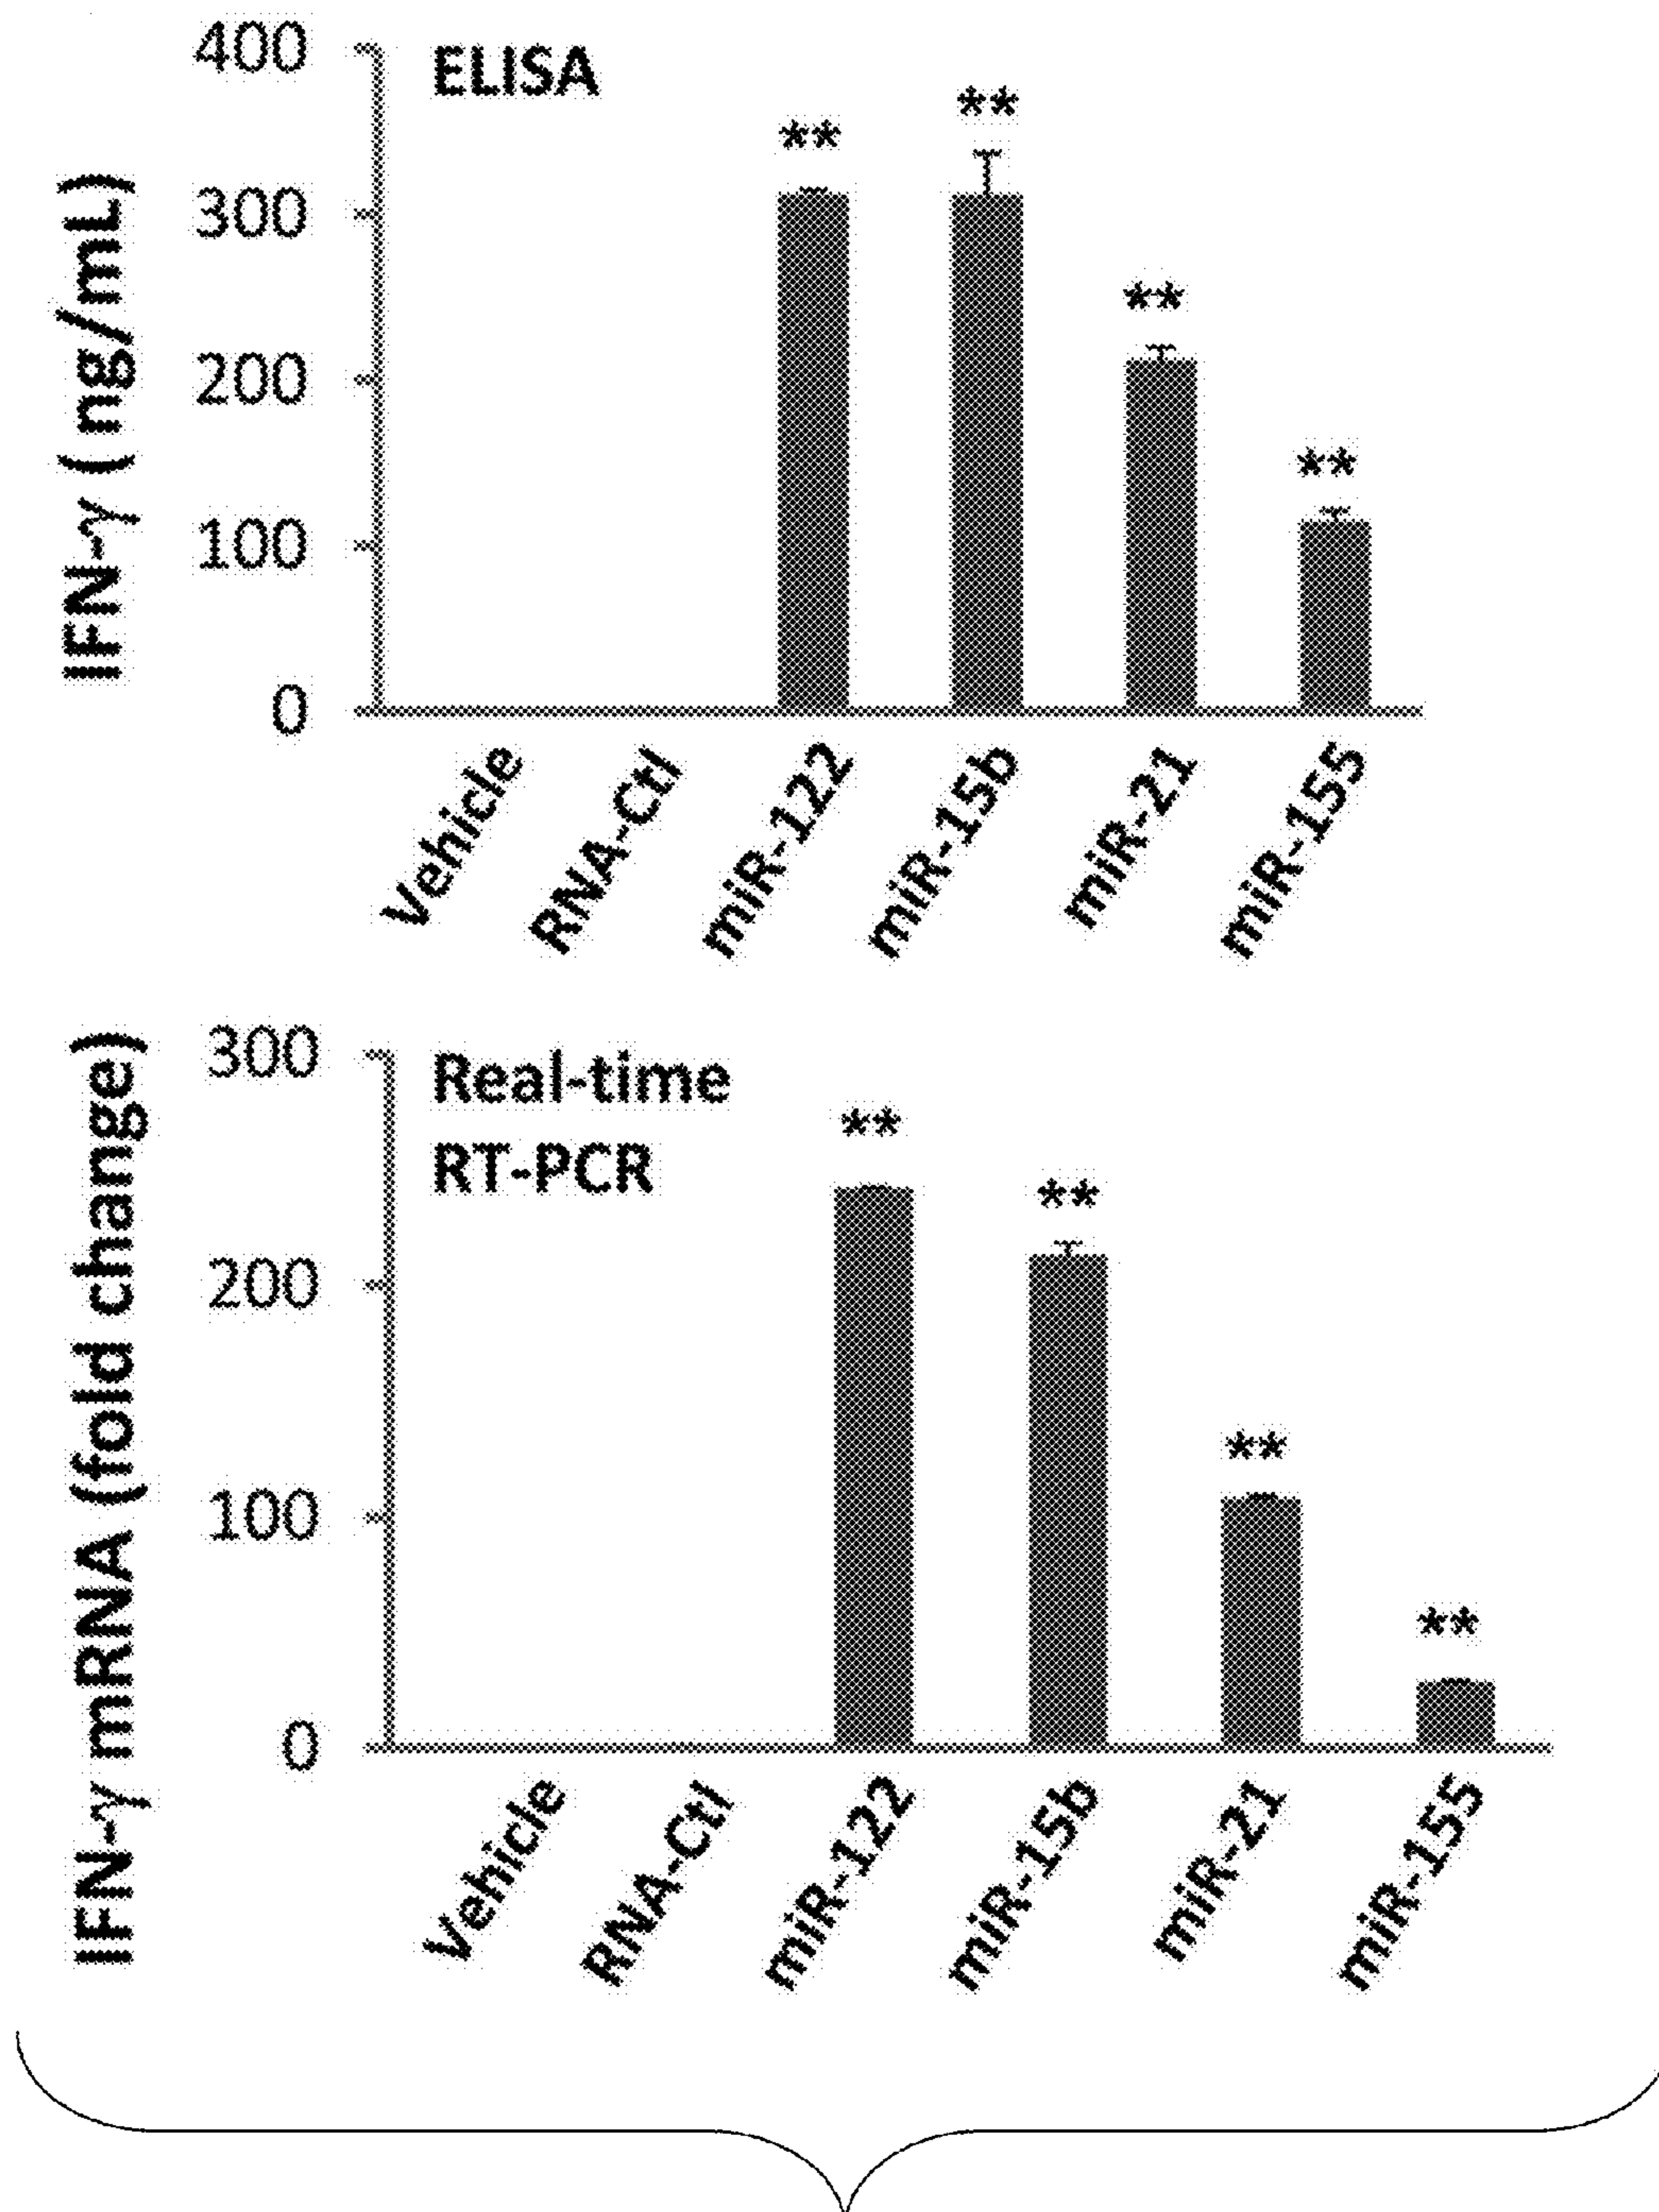 ELISA
IFN-γ ( ng/mL)
400
300
200
100
0
**
**
**
**
Vehicle
RNA-Ctl
miR-122
miR-15b
miR-21
miR-155
Real-time
RT-PCR
IFN-γ mRNA (fold change)
300
200
100
0
**
**
**
**
Vehicle
RNA-Ctl
miR-122
miR-15b
miR-21
miR-155